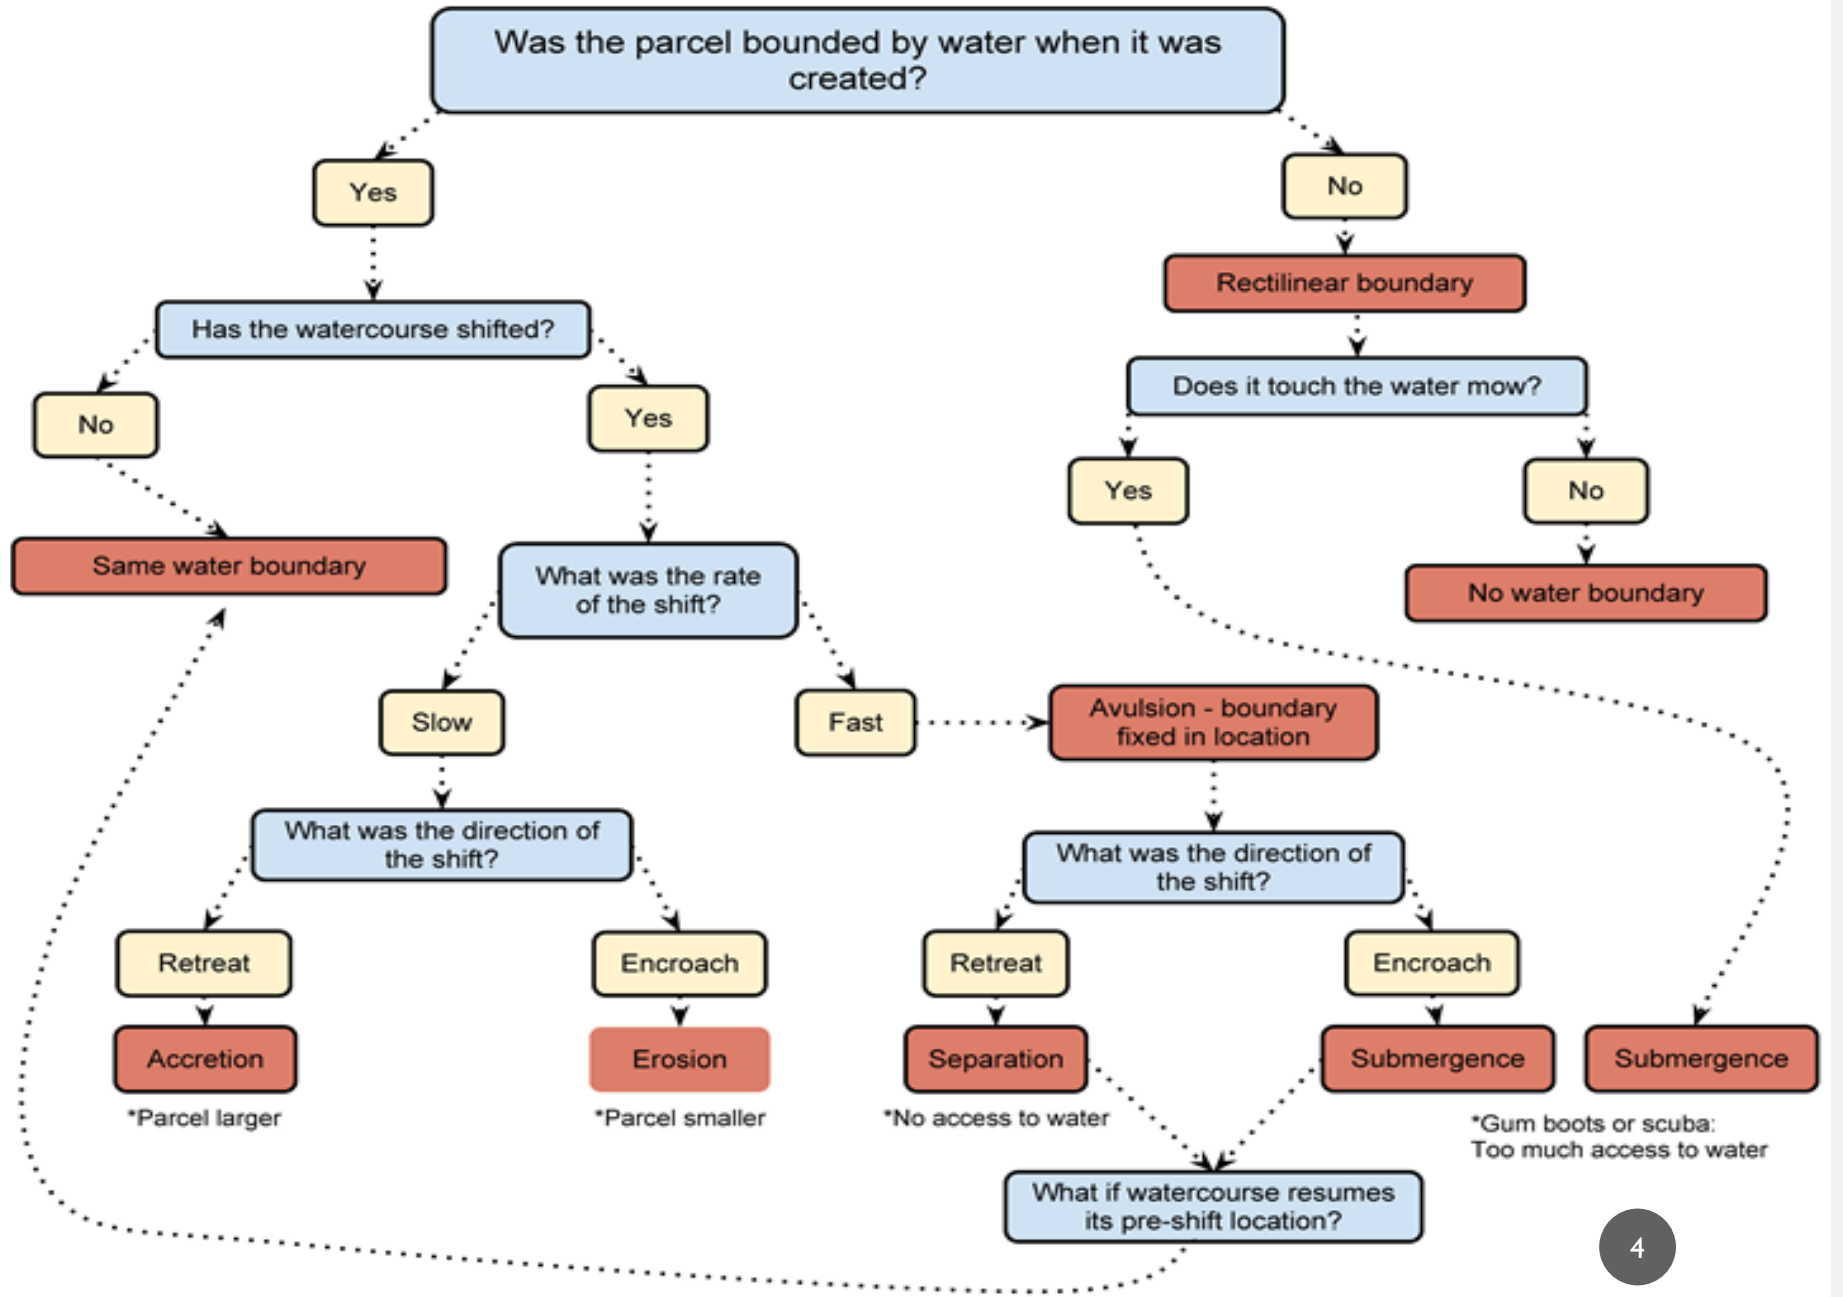 Was the parcel bounded by water when it was
created?
Yes
No
Rectilinear boundary
Has the watercourse shifted?
Does it touch the water mow?
No
Yes
Yes
No
Same water boundary
What was the rate
of the shift?
No water boundary
Slow
Fast
Avulsion - boundary
fixed in location
What was the direction of
the shift?
What was the direction of
the shift?
Retreat
Encroach
Retreat
Encroach
Accretion
Erosion
Separation
Submergence
Submergence
*Parcel larger
*Parcel smaller
*No access to water
*Gum boots or scuba:
Too much access to water
What if watercourse resumes
its pre-shift location?
4